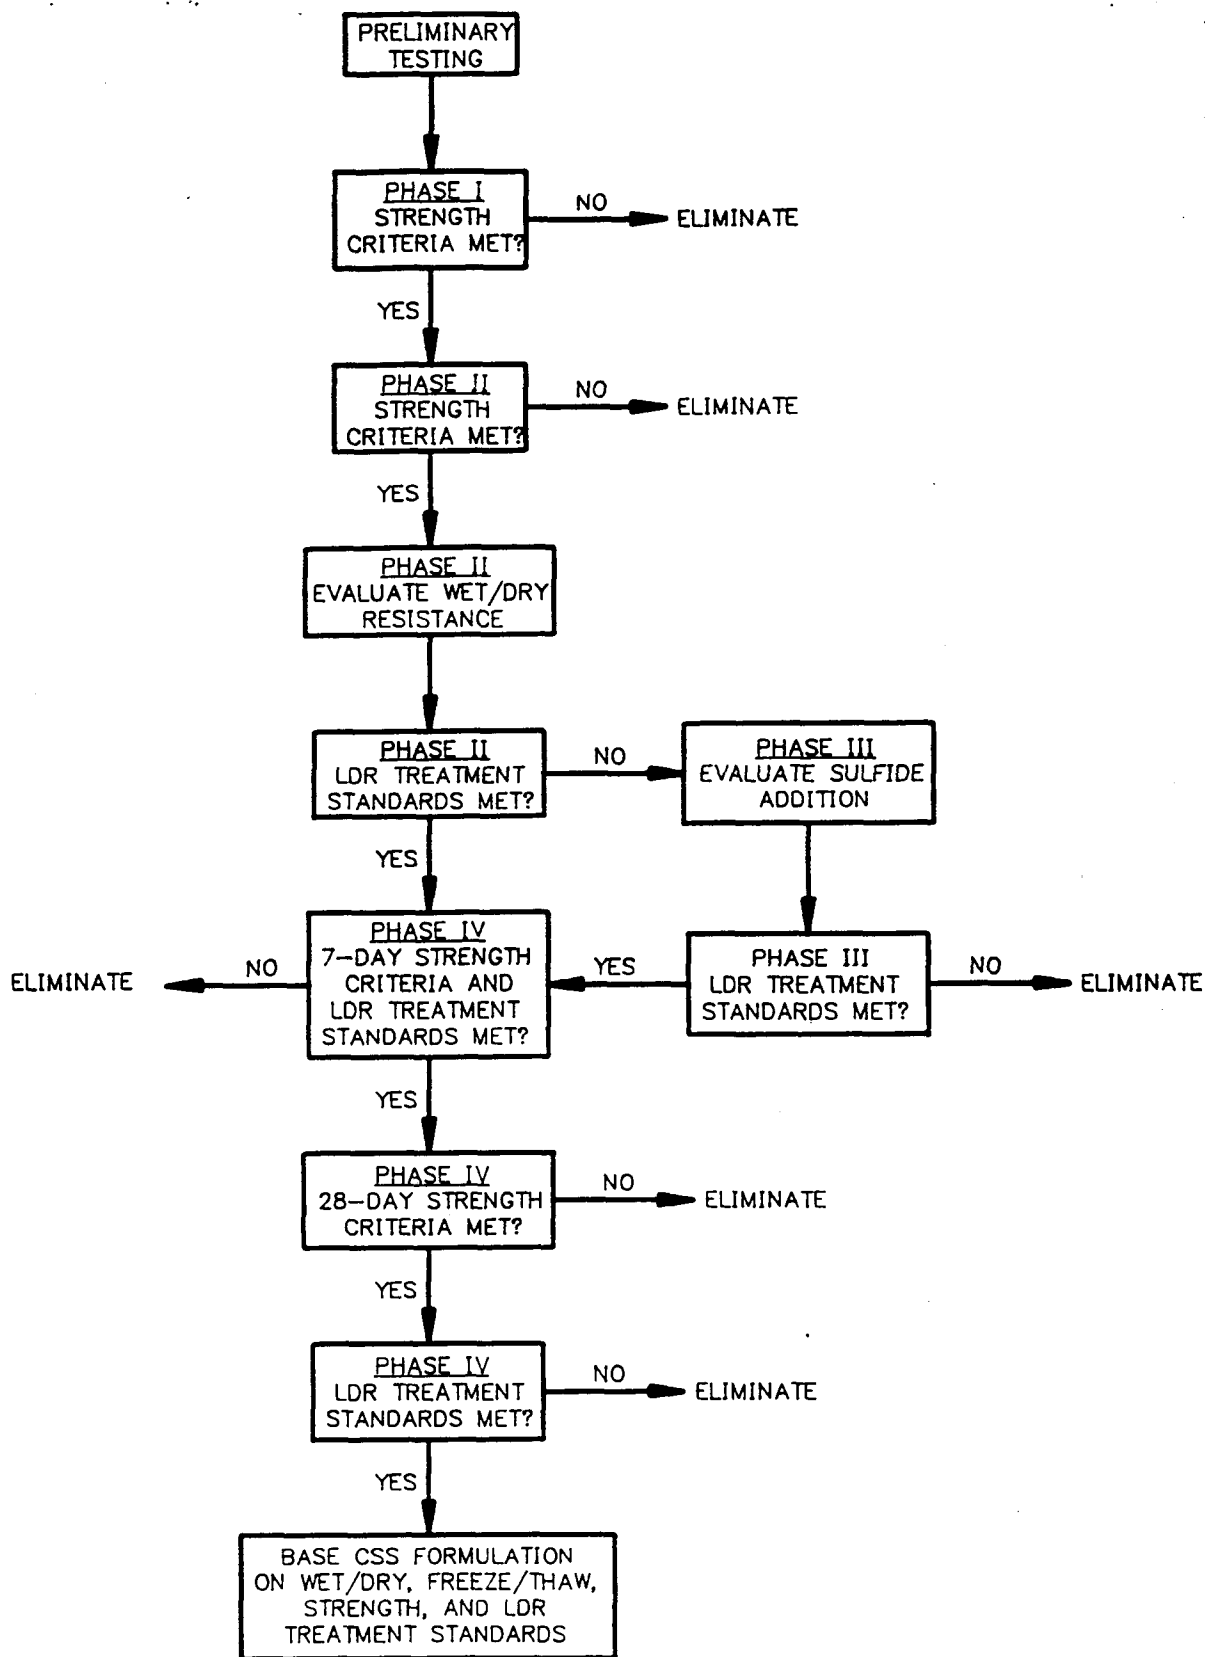 PRELIMINARY
TESTING
PHASE I
STRENGTH
CRITERIA MET?
NO
ELIMINATE
YES
PHASE II
STRENGTH
CRITERIA MET?
NO
ELIMINATE
YES
PHASE II
EVALUATE WET/DRY
RESISTANCE
PHASE II
LDR TREATMENT
STANDARDS MET?
NO
PHASE III
EVALUATE SULFIDE
ADDITION
YES
PHASE IV
7-DAY STRENGTH
CRITERIA AND
LDR TREATMENT
STANDARDS MET?
NO
ELIMINATE
YES
PHASE III
LDR TREATMENT
STANDARDS MET?
NO
ELIMINATE
YES
PHASE IV
28-DAY STRENGTH
CRITERIA MET?
NO
ELIMINATE
YES
PHASE IV
LDR TREATMENT
STANDARDS MET?
NO
ELIMINATE
YES
BASE CSS FORMULATION
ON WET/DRY, FREEZE/THAW,
STRENGTH, AND LDR
TREATMENT STANDARDS